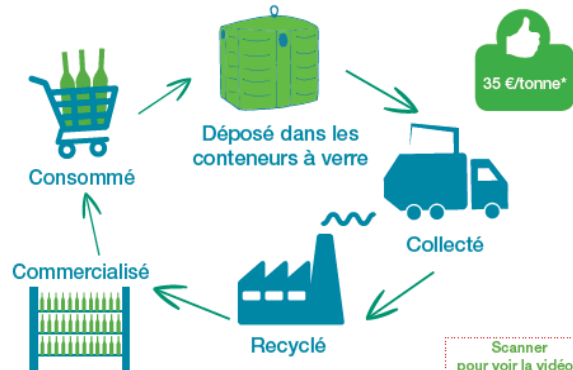 35 €/tonne*
Déposé dans les
conteneurs à verre
Consommé
Collecté
Commercialisé
Recyclé
Scanner
pour voir la vidéo